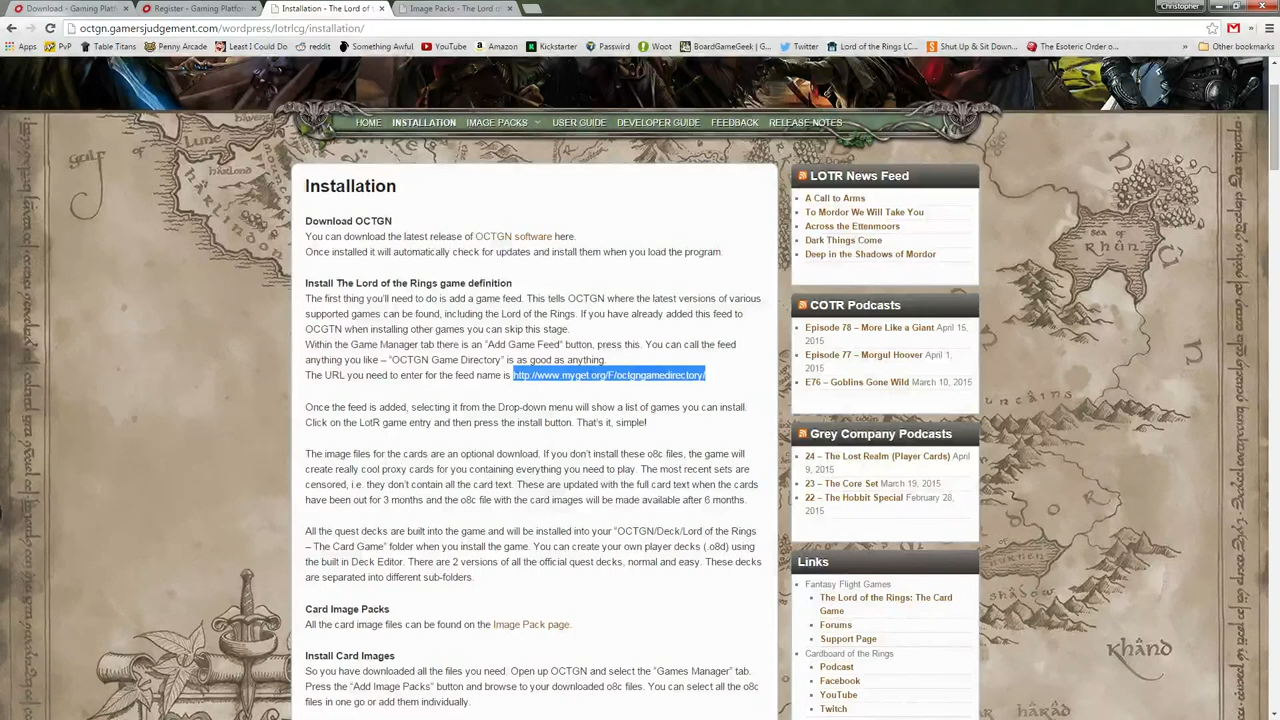 Download - Gaming Platfo
Register - Gaming Platfor
Installation - The Lord of t
Image Packs - The Lord o
Christopher
octgn.gamersjudgement.com/wordpress/lotrlcg/installation/
Apps PvP Table Titans Penny Arcade Least I Could Do reddit Something Awful YouTube Amazon Kickstarter Passwird Woot BoardGameGeek | G... Twitter Lord of the Rings LC... Shut Up & Sit Down... The Esoteric Order o... » Other bookmarks
HOME INSTALLATION IMAGE PACKS USER GUIDE DEVELOPER GUIDE FEEDBACK RELEASE NOTES
Installation
Download OCTGN
You can download the latest release of OCTGN software here.
Once installed it will automatically check for updates and install them when you load the program.
Install The Lord of the Rings game definition
The first thing you'll need to do is add a game feed. This tells OCTGN where the latest versions of various
supported games can be found, including the Lord of the Rings. If you have already added this feed to
OCGTN when installing other games you can skip this stage.
Within the Game Manager tab there is an "Add Game Feed" button, press this. You can call the feed
anything you like – "OCTGN Game Directory" is as good as anything.
The URL you need to enter for the feed name is http://www.myget.org/F/octgngamedirectory/
Once the feed is added, selecting it from the Drop-down menu will show a list of games you can install.
Click on the LotR game entry and then press the install button. That's it, simple!
The image files for the cards are an optional download. If you don't install these o8c files, the game will
create really cool proxy cards for you containing everything you need to play. The most recent sets are
censored, i.e. they don't contain all the card text. These are updated with the full card text when the cards
have been out for 3 months and the o8c file with the card images will be made available after 6 months.
All the quest decks are built into the game and will be installed into your "OCTGN/Deck/Lord of the Rings
– The Card Game" folder when you install the game. You can create your own player decks (.o8d) using
the built in Deck Editor. There are 2 versions of all the official quest decks, normal and easy. These decks
are separated into different sub-folders.
Card Image Packs
All the card image files can be found on the Image Pack page.
Install Card Images
So you have downloaded all the files you need. Open up OCTGN and select the "Games Manager" tab.
Press the "Add Image Packs" button and browse to your downloaded o8c files. You can select all the o8c
files in one go or add them individually.
LOTR News Feed
A Call to Arms
To Mordor We Will Take You
Across the Ettenmoors
Dark Things Come
Deep in the Shadows of Mordor
COTR Podcasts
Episode 78 – More Like a Giant April 15,
2015
Episode 77 – Morgul Hoover April 1,
2015
E76 – Goblins Gone Wild March 10, 2015
Grey Company Podcasts
24 – The Lost Realm (Player Cards) April
9, 2015
23 – The Core Set March 19, 2015
22 – The Hobbit Special February 28,
2015
Links
Fantasy Flight Games
The Lord of the Rings: The Card
Game
Forums
Support Page
Cardboard of the Rings
Podcast
Facebook
YouTube
Twitch
khând